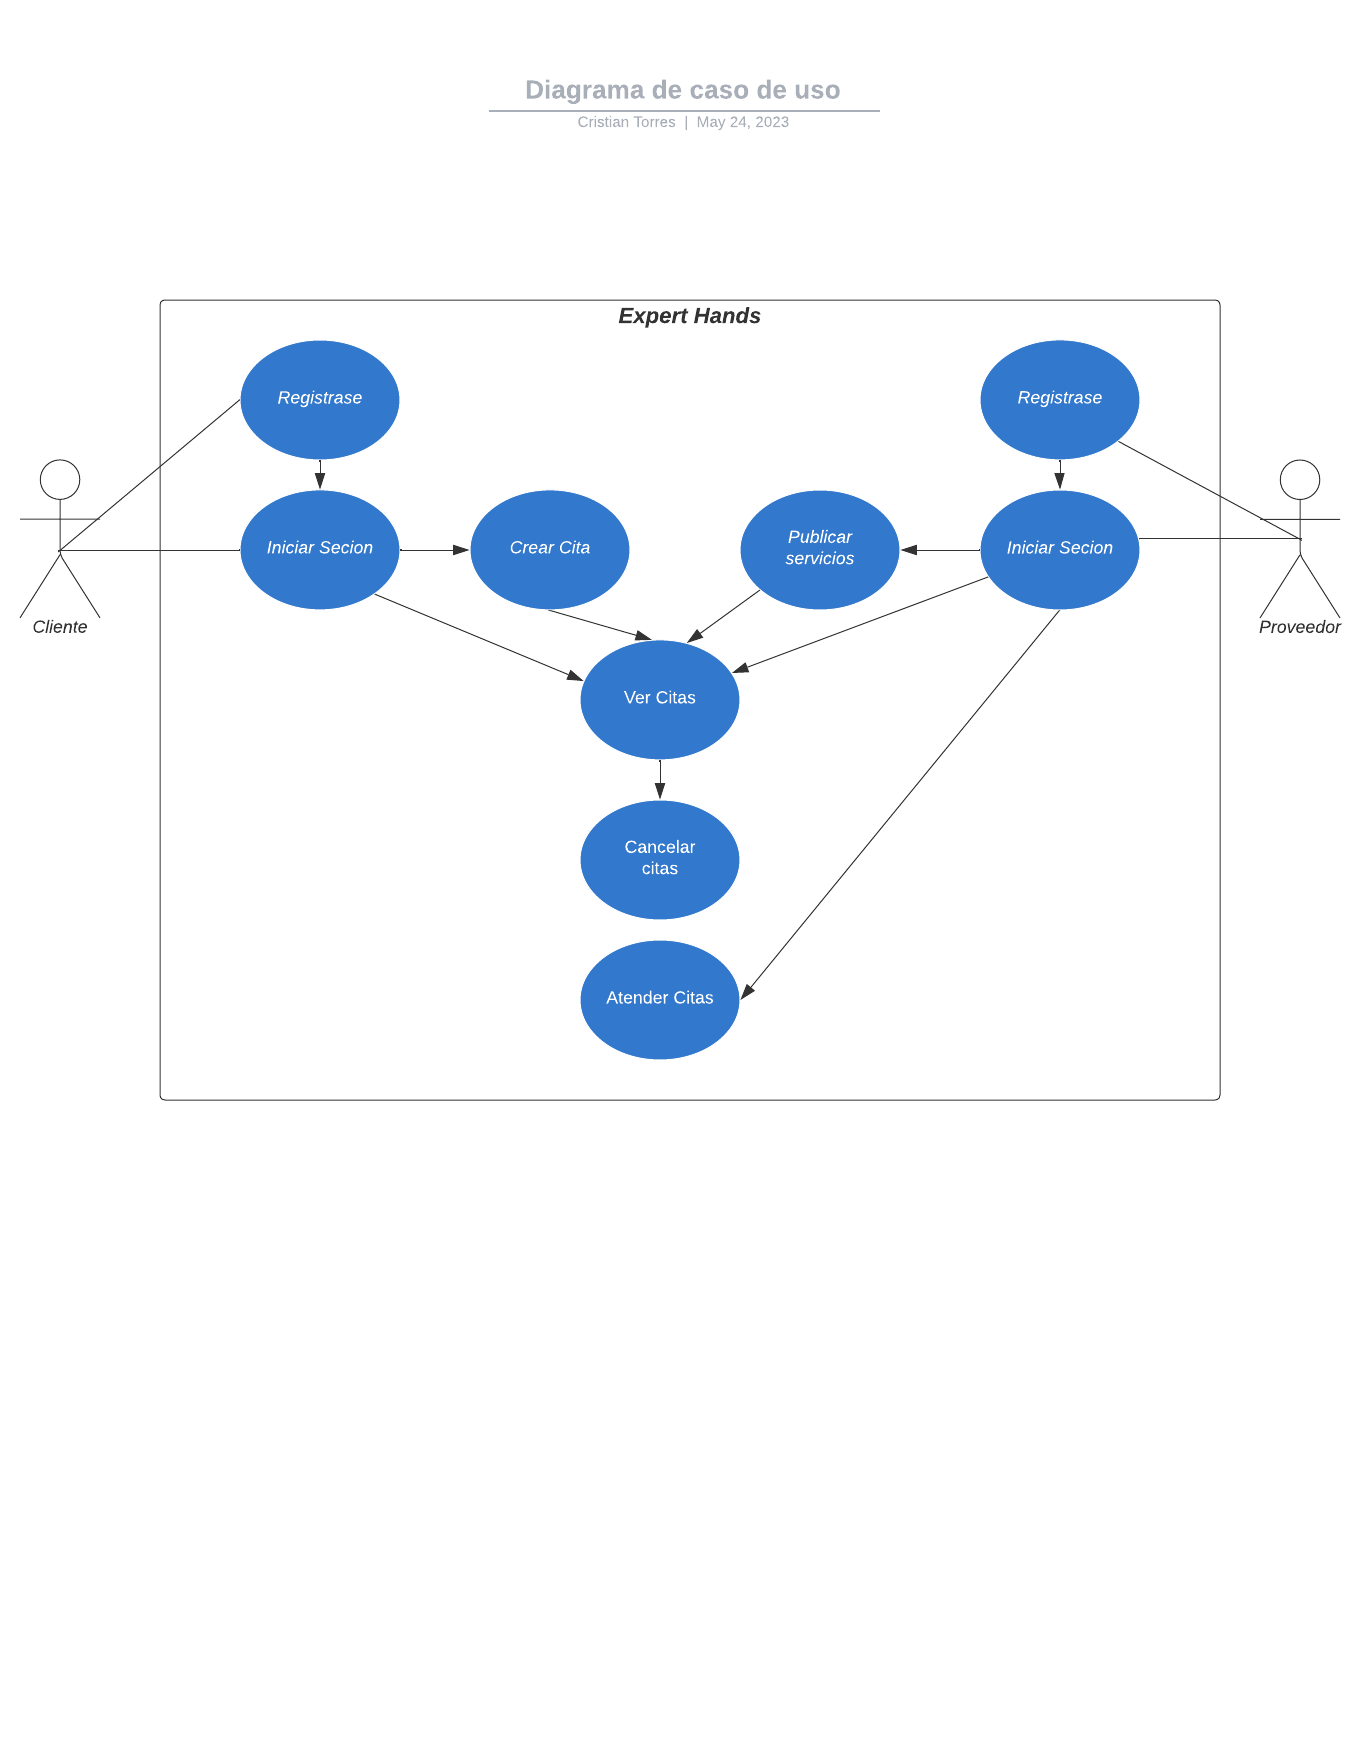 Diagrama de caso de uso
Cristian Torres | May 24, 2023
Expert Hands
Registrase
Registrase
Iniciar Secion
Crear Cita
Publicar
servicios
Iniciar Secion
Cliente
Proveedor
Ver Citas
Cancelar
citas
Atender Citas